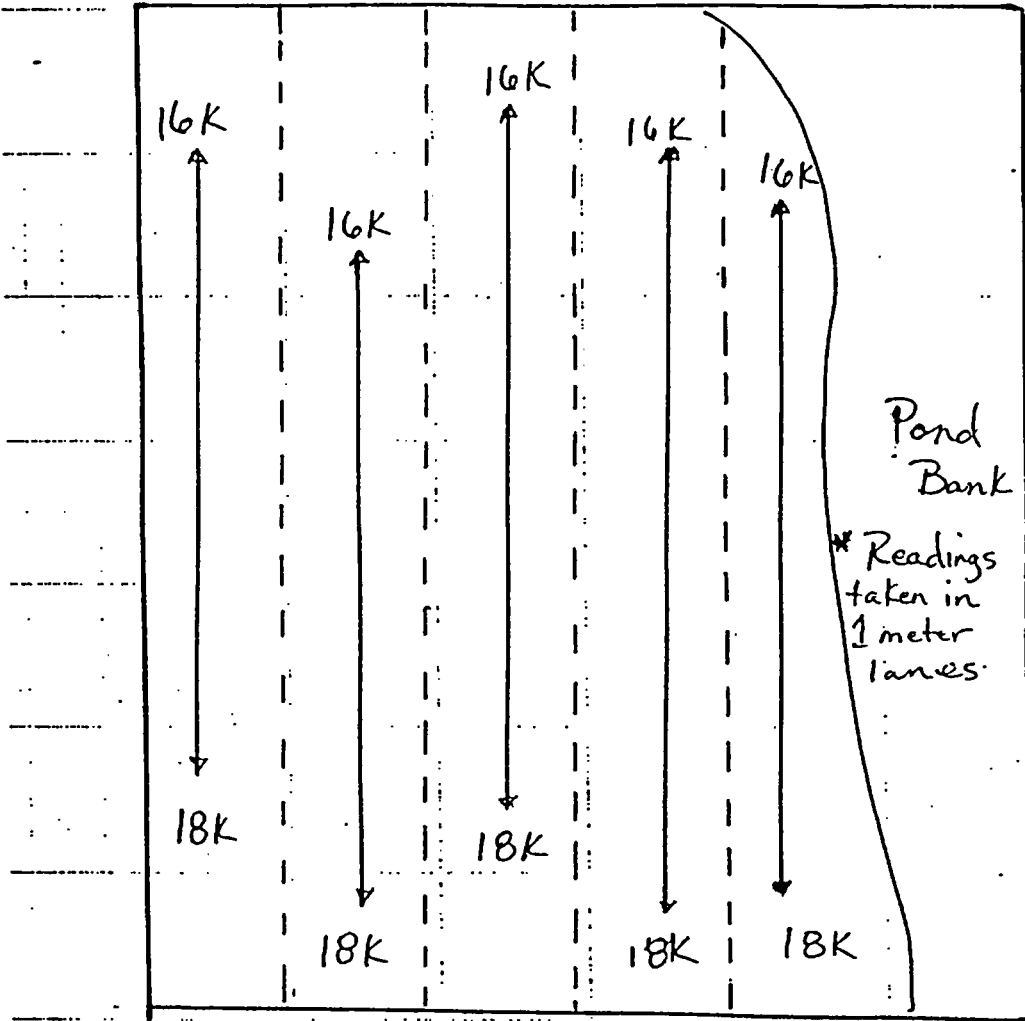 16K
16K
16K
16K
16K
Pond
Bank
* Readings
taken in
1 meter
lanes.
18K
18K
18K
18K
18K